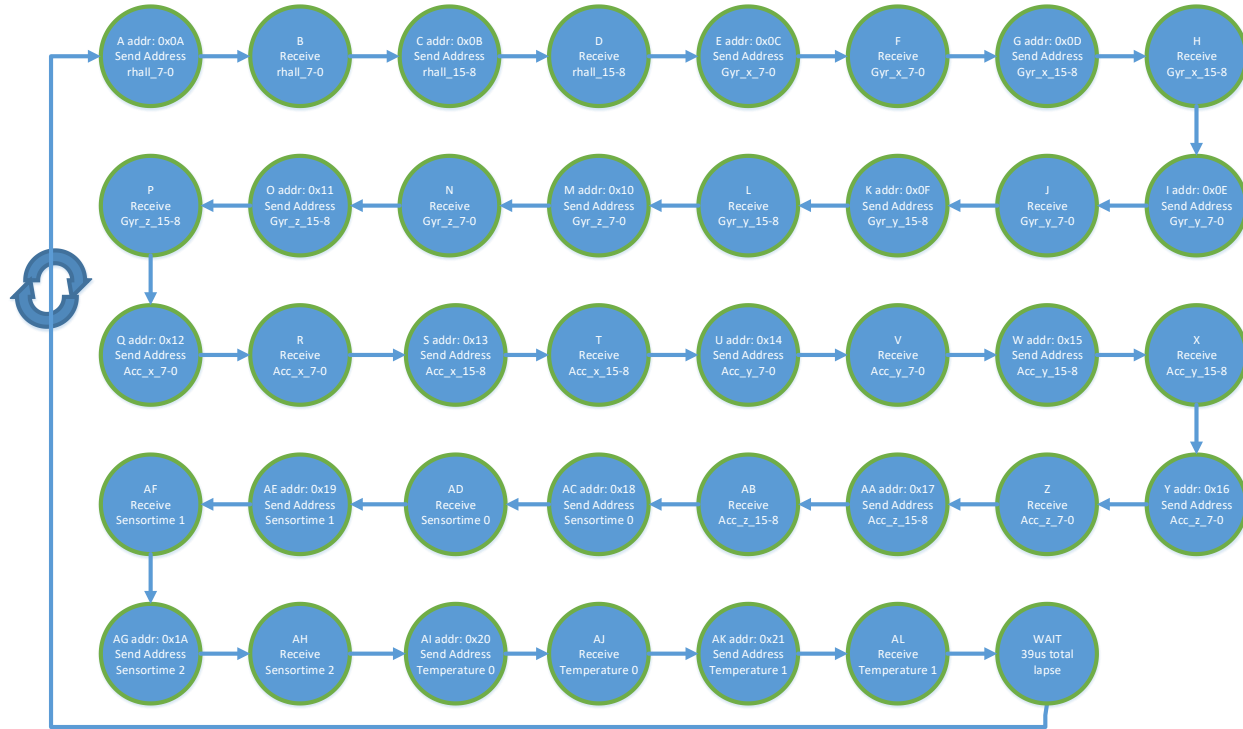 A addr: 0x0A
Send Address
rhall_7-0
B
Receive
rhall_7-0
C addr: 0x0B
Send Address
rhall_15-8
D
Receive
rhall_15-8
E addr: 0x0C
Send Address
Gyr_x_7-0
F
Receive
Gyr_x_7-0
G addr: 0x0D
Send Address
Gyr_x_15-8
H
Receive
Gyr_x_15-8
I addr: 0x0E
Send Address
Gyr_y_7-0
J
Receive
Gyr_y_7-0
K addr: 0x0F
Send Address
Gyr_y_15-8
L
Receive
Gyr_y_15-8
M addr: 0x10
Send Address
Gyr_z_7-0
N
Receive
Gyr_z_7-0
O addr: 0x11
Send Address
Gyr_z_15-8
P
Receive
Gyr_z_15-8
Q addr: 0x12
Send Address
Acc_x_7-0
R
Receive
Acc_x_7-0
S addr: 0x13
Send Address
Acc_x_15-8
T
Receive
Acc_x_15-8
U addr: 0x14
Send Address
Acc_y_7-0
V
Receive
Acc_y_7-0
W addr: 0x15
Send Address
Acc_y_15-8
X
Receive
Acc_y_15-8
Y addr: 0x16
Send Address
Acc_z_7-0
Z
Receive
Acc_z_7-0
AA addr: 0x17
Send Address
Acc_z_15-8
AB
Receive
Acc_z_15-8
AC addr: 0x18
Send Address
Sensortime 0
AD
Receive
Sensortime 0
AE addr: 0x19
Send Address
Sensortime 1
AF
Receive
Sensortime 1
AG addr: 0x1A
Send Address
Sensortime 2
AH
Receive
Sensortime 2
AI addr: 0x20
Send Address
Temperature 0
AJ
Receive
Temperature 0
AK addr: 0x21
Send Address
Temperature 1
AL
Receive
Temperature 1
WAIT
39us total
lapse